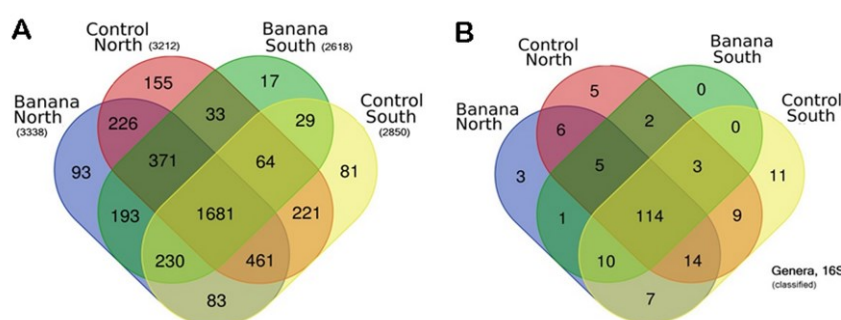 A
Control
North (3212)
Banana
South (2618)
Banana
North
(3338)
Control
South
(2850)
155
17
226
33
29
93
371
64
81
193
1681
221
230
461
83
B
Control
North
Banana
South
Banana
North
Control
South
5
0
6
2
0
3
5
3
11
1
114
9
10
14
7
Genera, 16S
(classified)